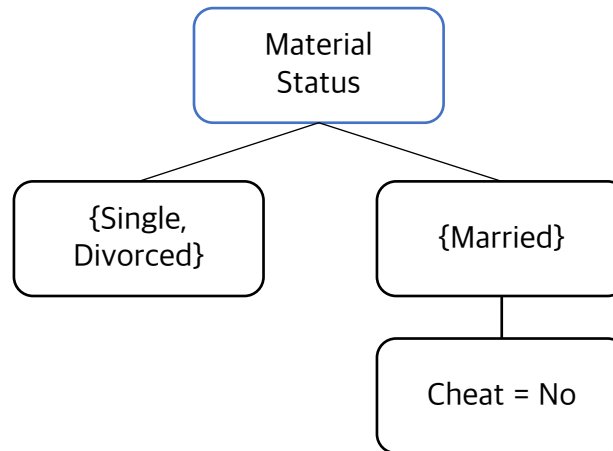 Material
Status
{Single,
Divorced}
{Married}
Cheat = No